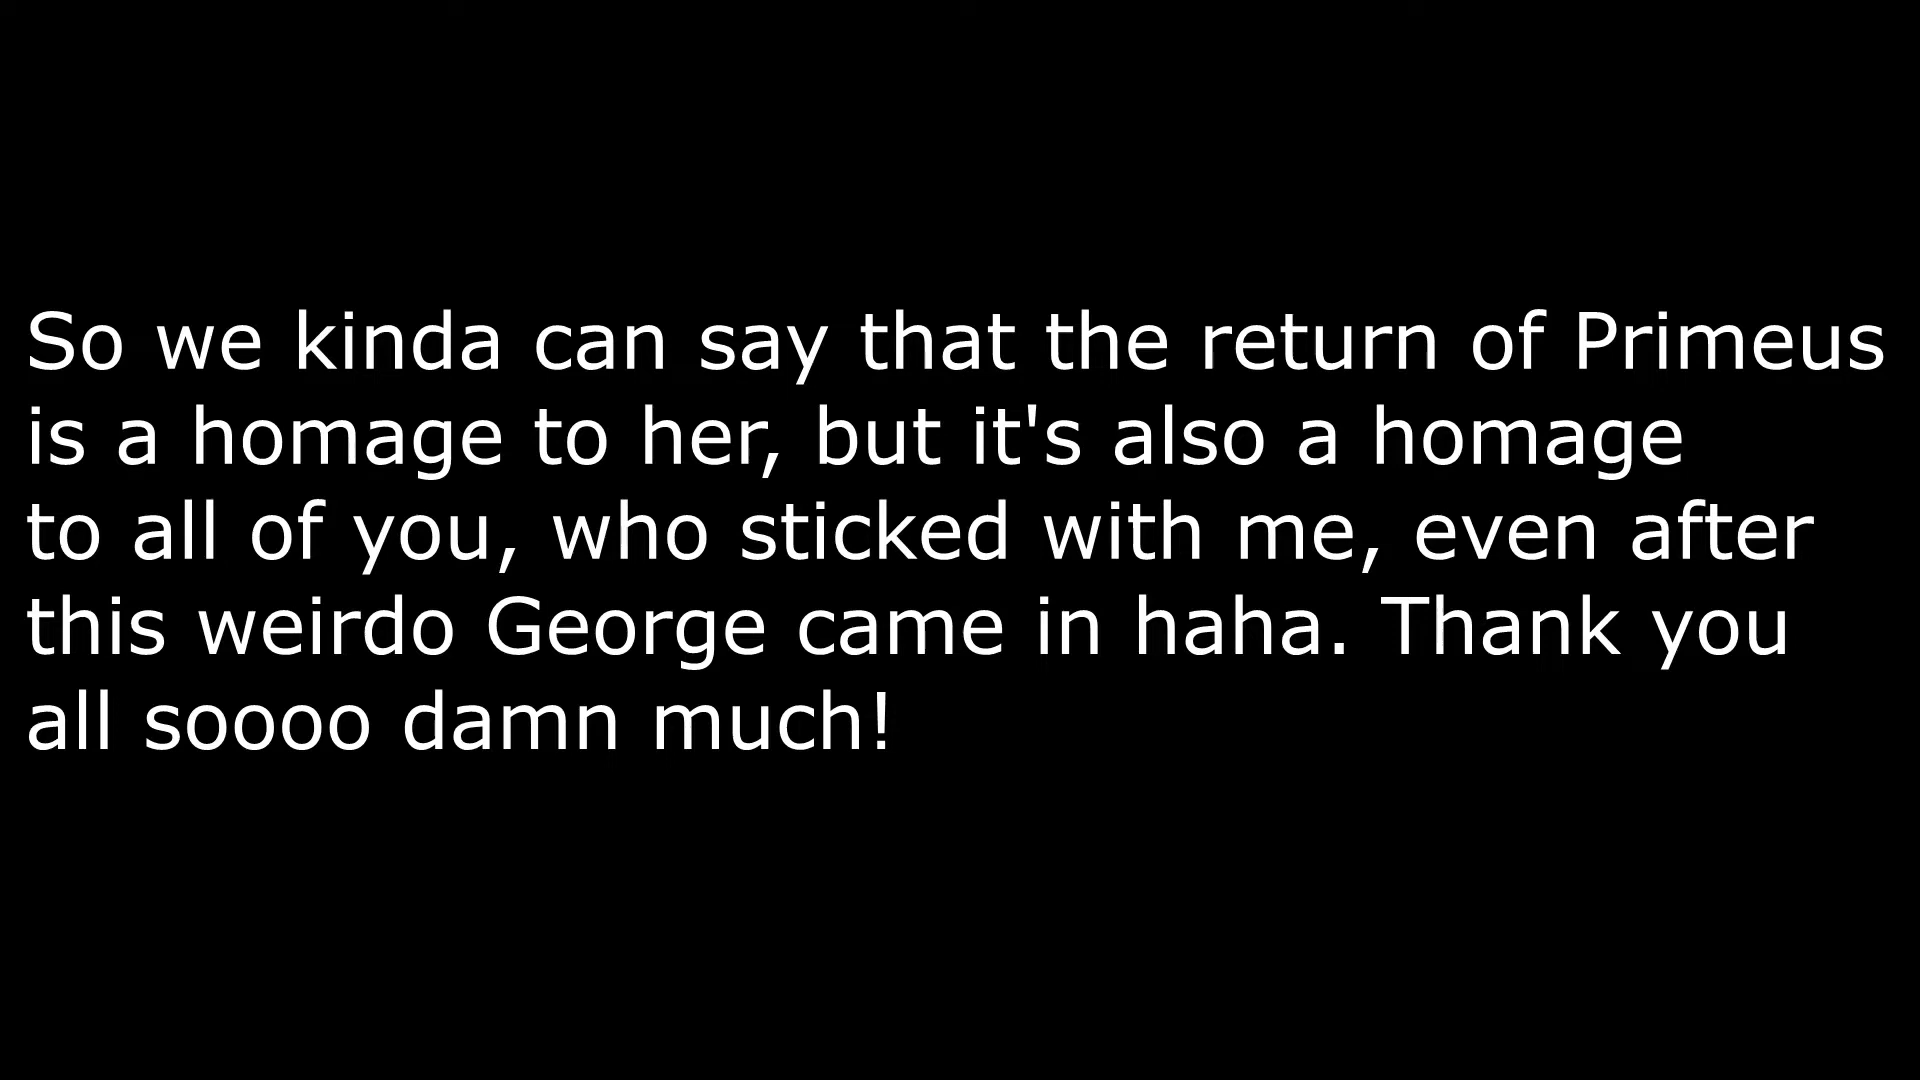 So we kinda can say that the return of Primeus
is a homage to her, but it's also a homage
to all of you, who sticked with me, even after
this weirdo George came in haha. Thank you
all soooo damn much!